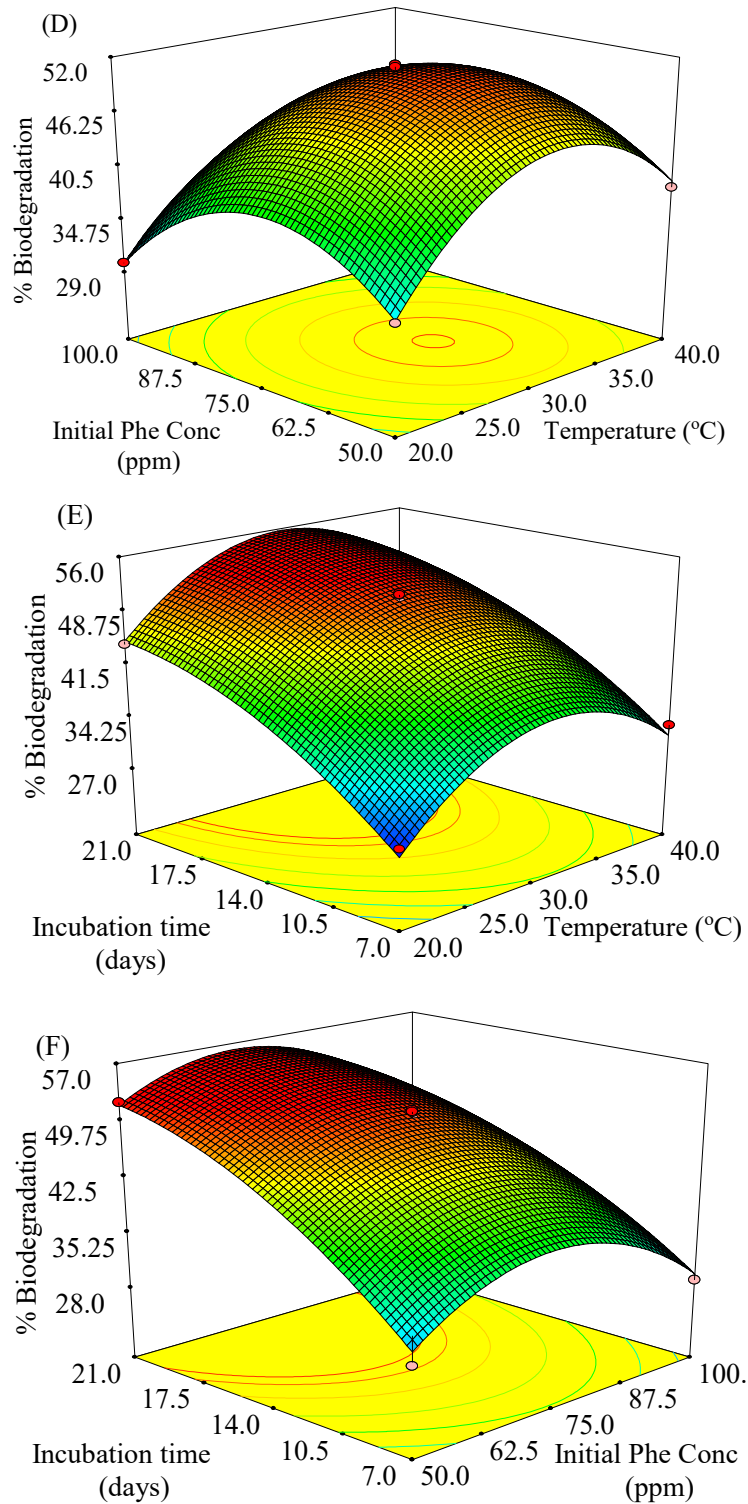 (D)
52.0
46.25
40.5
34.75
29.0
% Biodegradation
100.0
87.5
75.0
62.5
50.0
Initial Phe Conc
(ppm)
20.0
25.0
30.0
35.0
40.0
Temperature (ºC)
(E)
56.0
48.75
41.5
34.25
27.0
% Biodegradation
21.0
17.5
14.0
10.5
7.0
Incubation time
(days)
20.0
25.0
30.0
35.0
40.0
Temperature (ºC)
(F)
57.0
49.75
42.5
35.25
28.0
% Biodegradation
21.0
17.5
14.0
10.5
7.0
Incubation time
(days)
50.0
62.5
75.0
87.5
100.
Initial Phe Conc
(ppm)